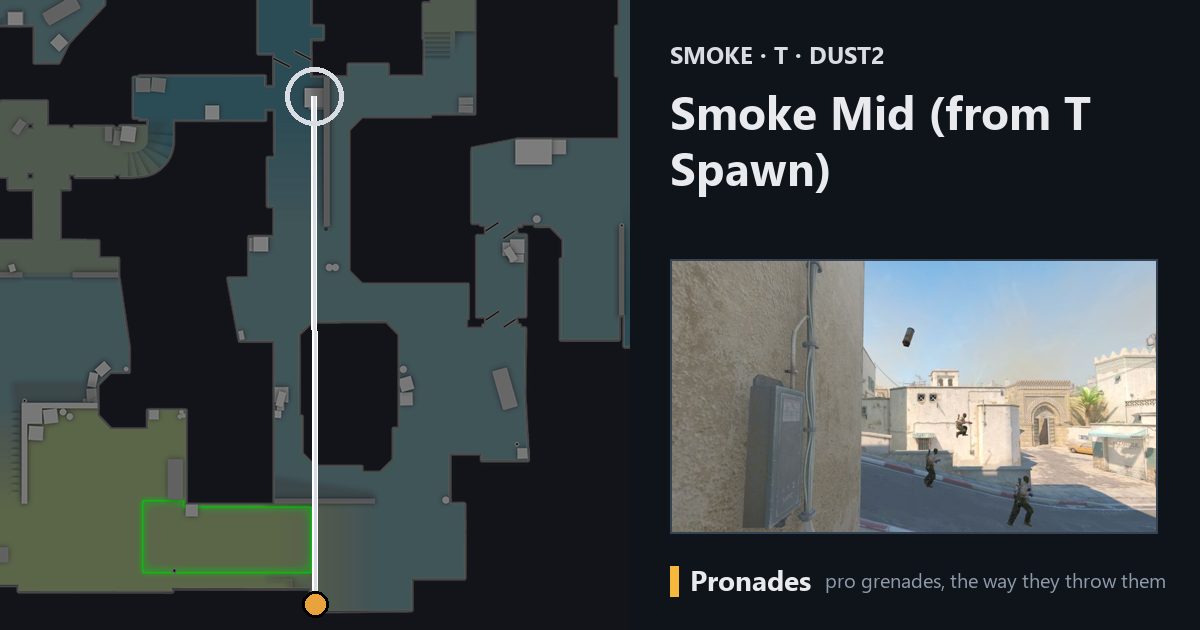 SMOKE · T · DUST2
Smoke Mid (from T
Spawn)
Pronades pro grenades, the way they throw them